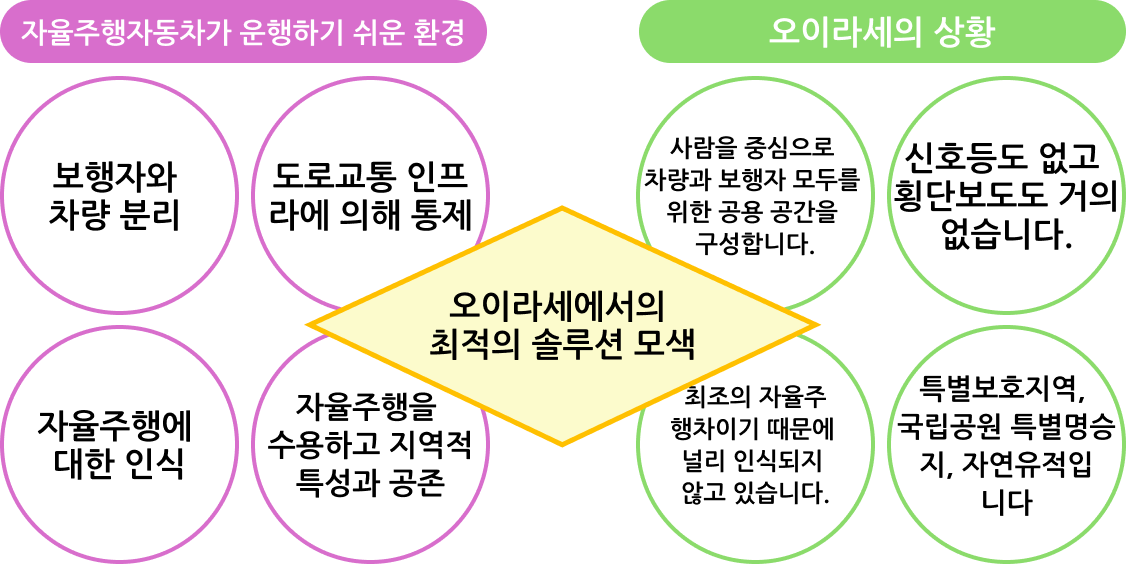 자율주행자동차가 운행하기 쉬운 환경
보행자와
차량 분리
도로교통 인프
라에 의해 통제
자율주행에
대한 인식
자율주행을
수용하고 지역적
특성과 공존
오이라세에서의
최적의 솔루션 모색
오이라세의 상황
사람을 중심으로
차량과 보행자 모두를
위한 공용 공간을
구성합니다.
신호등도 없고
횡단보도도 거의
없습니다.
최조의 자율주
행차이기 때문에
널리 인식되지
않고 있습니다.
특별보호지역,
국립공원 특별명승
지, 자연유적입
니다